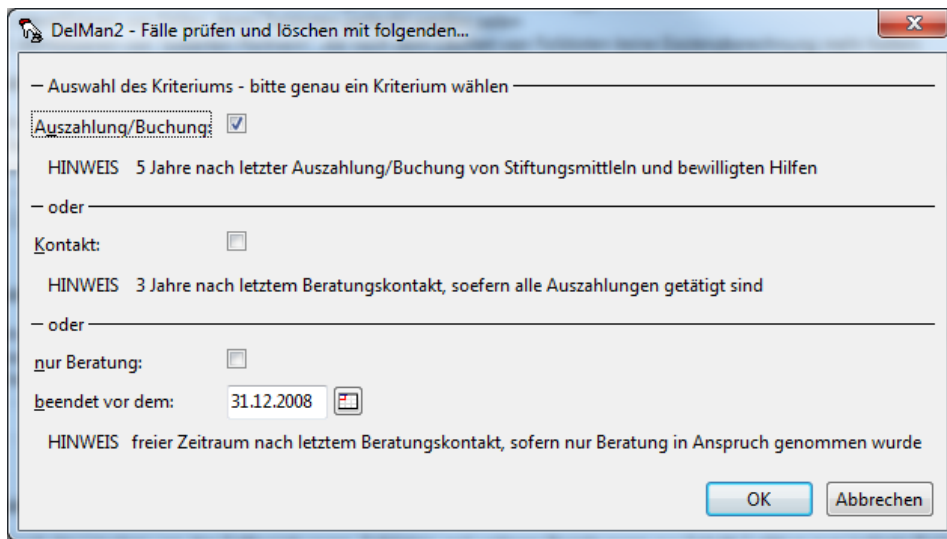 DelMan2 - Fälle prüfen und löschen mit folgenden...
Auswahl des Kriteriums - bitte genau ein Kriterium wählen
Auszahlung/Buchung:
HINWEIS 5 Jahre nach letzter Auszahlung/Buchung von Stiftungsmittleln und bewilligten Hilfen
oder
Kontakt:
HINWEIS 3 Jahre nach letztem Beratungskontakt, soefern alle Auszahlungen getätigt sind
oder
nur Beratung:
beendet vor dem: 31.12.2008
HINWEIS freier Zeitraum nach letztem Beratungskontakt, sofern nur Beratung in Anspruch genommen wurde
OK Abbrechen